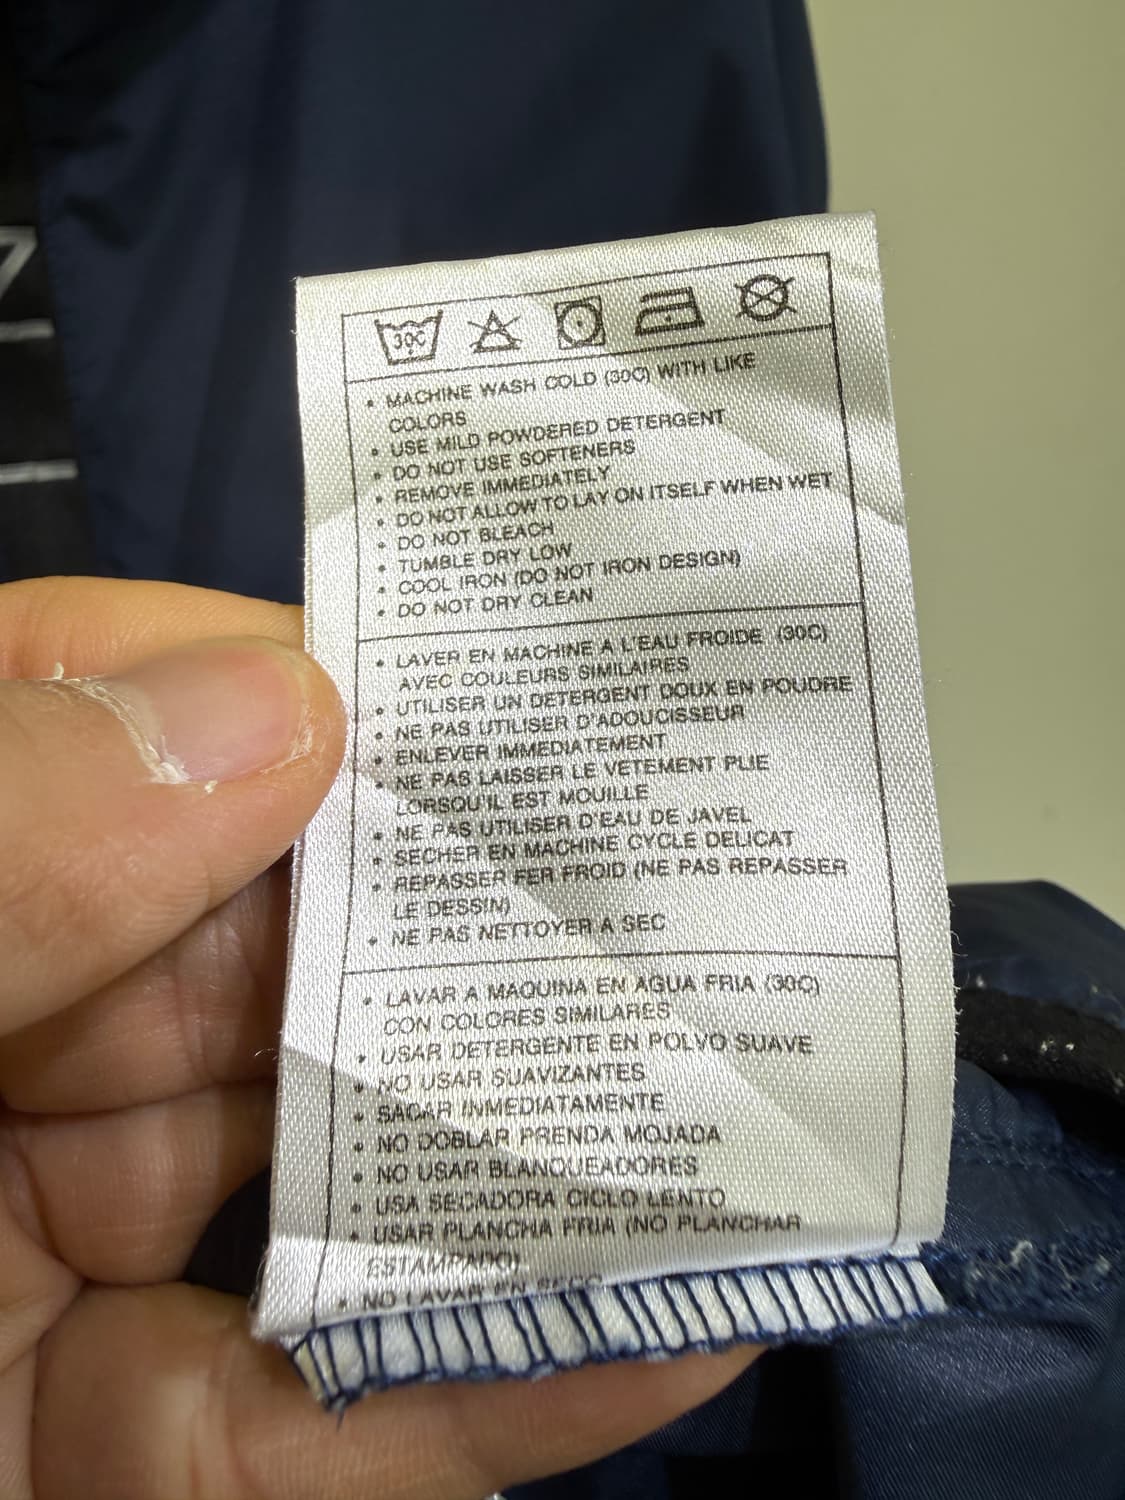 7
30C
• MACHINE WASH COLD (30C) WITH LIKE
COLORS
• USE MILD POWDERED DETERGENT
• DO NOT USE SOFTENERS
• REMOVE IMMEDIATELY
• DO NOT ALLOW TO LAY ON ITSELF WHEN WET
• DO NOT BLEACH
• TUMBLE DRY LOW
• COOL IRON (DO NOT IRON DESIGN)
• DO NOT DRY CLEAN
• LAVER EN MACHINE A L'EAU FROIDE (30C)
AVEC COULEURS SIMILAIRES
• UTILISER UN DETERGENT DOUX EN POUDRE
• NE PAS UTILISER D'ADOUCISSEUR
• ENLEVER IMMEDIATEMENT
• NE PAS LAISSER LE VETEMENT PLIE
LORSQU'IL EST MOUILLE
• NE PAS UTILISER D'EAU DE JAVEL
• SECHER EN MACHINE CYCLE DELICAT
• REPASSER FER FROID (NE PAS REPASSER
LE DESSIN)
• NE PAS NETTOYER A SEC
• LAVAR A MAQUINA EN AGUA FRIA (30C)
CON COLORES SIMILARES
• USAR DETERGENTE EN POLVO SUAVE
• NO USAR SUAVIZANTES
• SACAR INMEDIATAMENTE
• NO DOBLAR PRENDA MOJADA
• NO USAR BLANQUEADORES
• USA SECADORA CICLO LENTO
• USAR PLANCHA FRIA (NO PLANCHAR
ESTAMPADO)
• NO LAVAR EN SECO